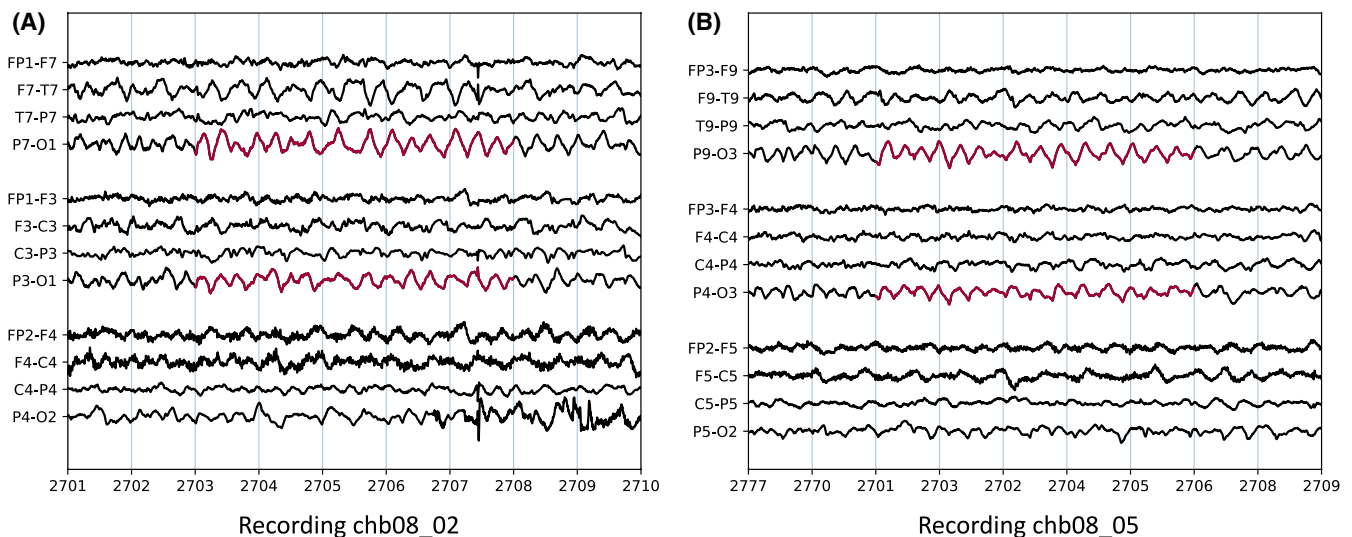 (A)
FP1-F7
F7-T7
T7-P7
P7-O1
FP1-F3
F3-C3
C3-P3
P3-O1
FP2-F4
F4-C4
C4-P4
P4-O2
2701 2702 2703 2704 2705 2706 2707 2708 2709 2710
Recording chb08_02
(B)
FP3-F9
F9-T9
T9-P9
P9-O3
FP3-F4
F4-C4
C4-P4
P4-O3
FP2-F5
F5-C5
C5-P5
P5-O2
2777 2770 2701 2703 2702 2704 2705 2706 2708 2709
Recording chb08_05